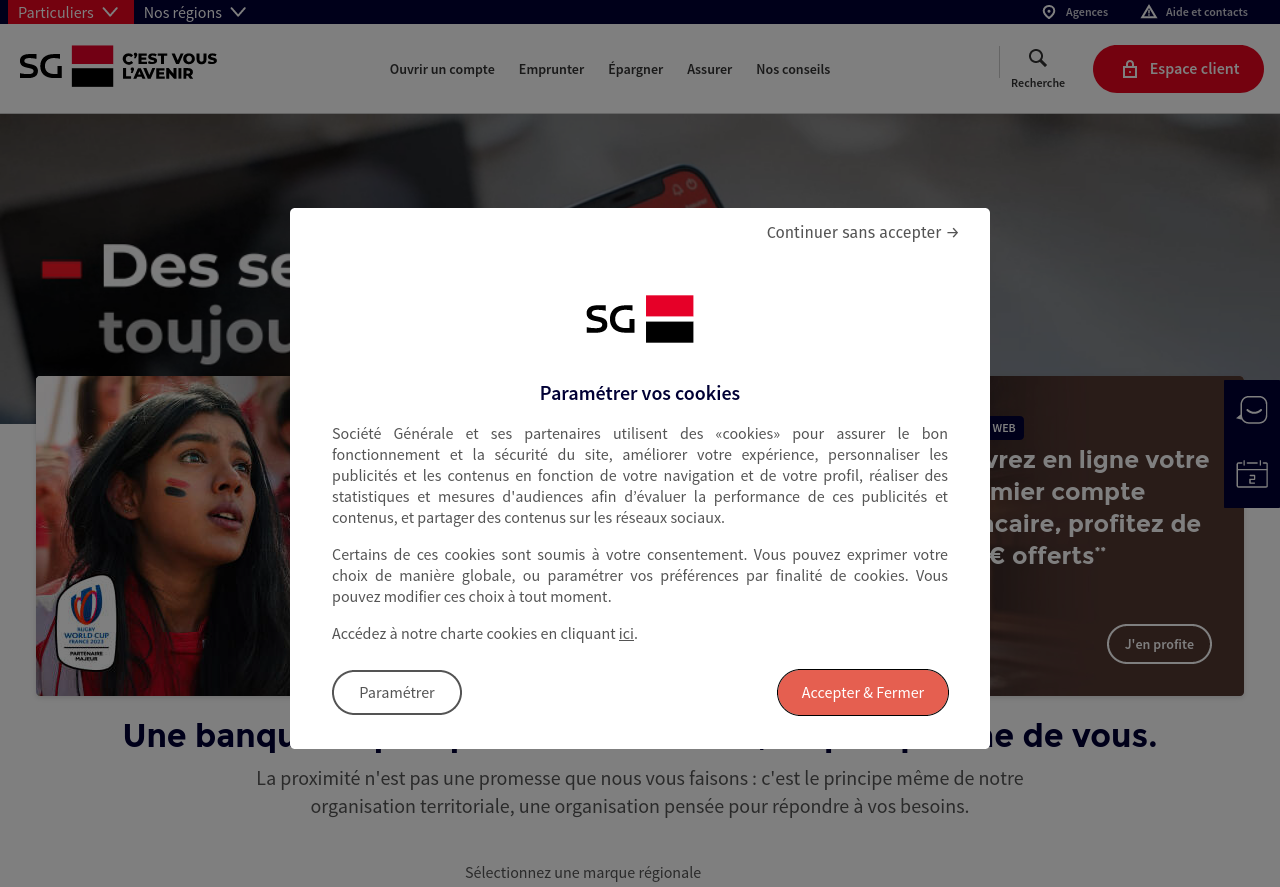 Particuliers
Nos régions
Agences
Aide et contacts
SG
C'EST VOUS
L'AVENIR
Ouvrir un compte
Emprunter
Épargner
Assurer
Nos conseils
Recherche
Espace client
Des se
toujou
Continuer sans accepter →
SG
Paramétrer vos cookies
Société Générale et ses partenaires utilisent des «cookies» pour assurer le bon
fonctionnement et la sécurité du site, améliorer votre expérience, personnaliser les
publicités et les contenus en fonction de votre navigation et de votre profil, réaliser des
statistiques et mesures d'audiences afin d’évaluer la performance de ces publicités et
contenus, et partager des contenus sur les réseaux sociaux.
Certains de ces cookies sont soumis à votre consentement. Vous pouvez exprimer votre
choix de manière globale, ou paramétrer vos préférences par finalité de cookies. Vous
pouvez modifier ces choix à tout moment.
Accédez à notre charte cookies en cliquant ici.
Paramétrer
Accepter & Fermer
WEB
vrez en ligne votre
mier compte
caire, profitez de
€ offerts¨
J'en profite
2
RUGBY
WORLD CUP
FRANCE 2023
PARTENAIRE
MAJEUR
Une banqu
e de vous.
La proximité n'est pas une promesse que nous vous faisons : c'est le principe même de notre
organisation territoriale, une organisation pensée pour répondre à vos besoins.
Sélectionnez une marque régionale